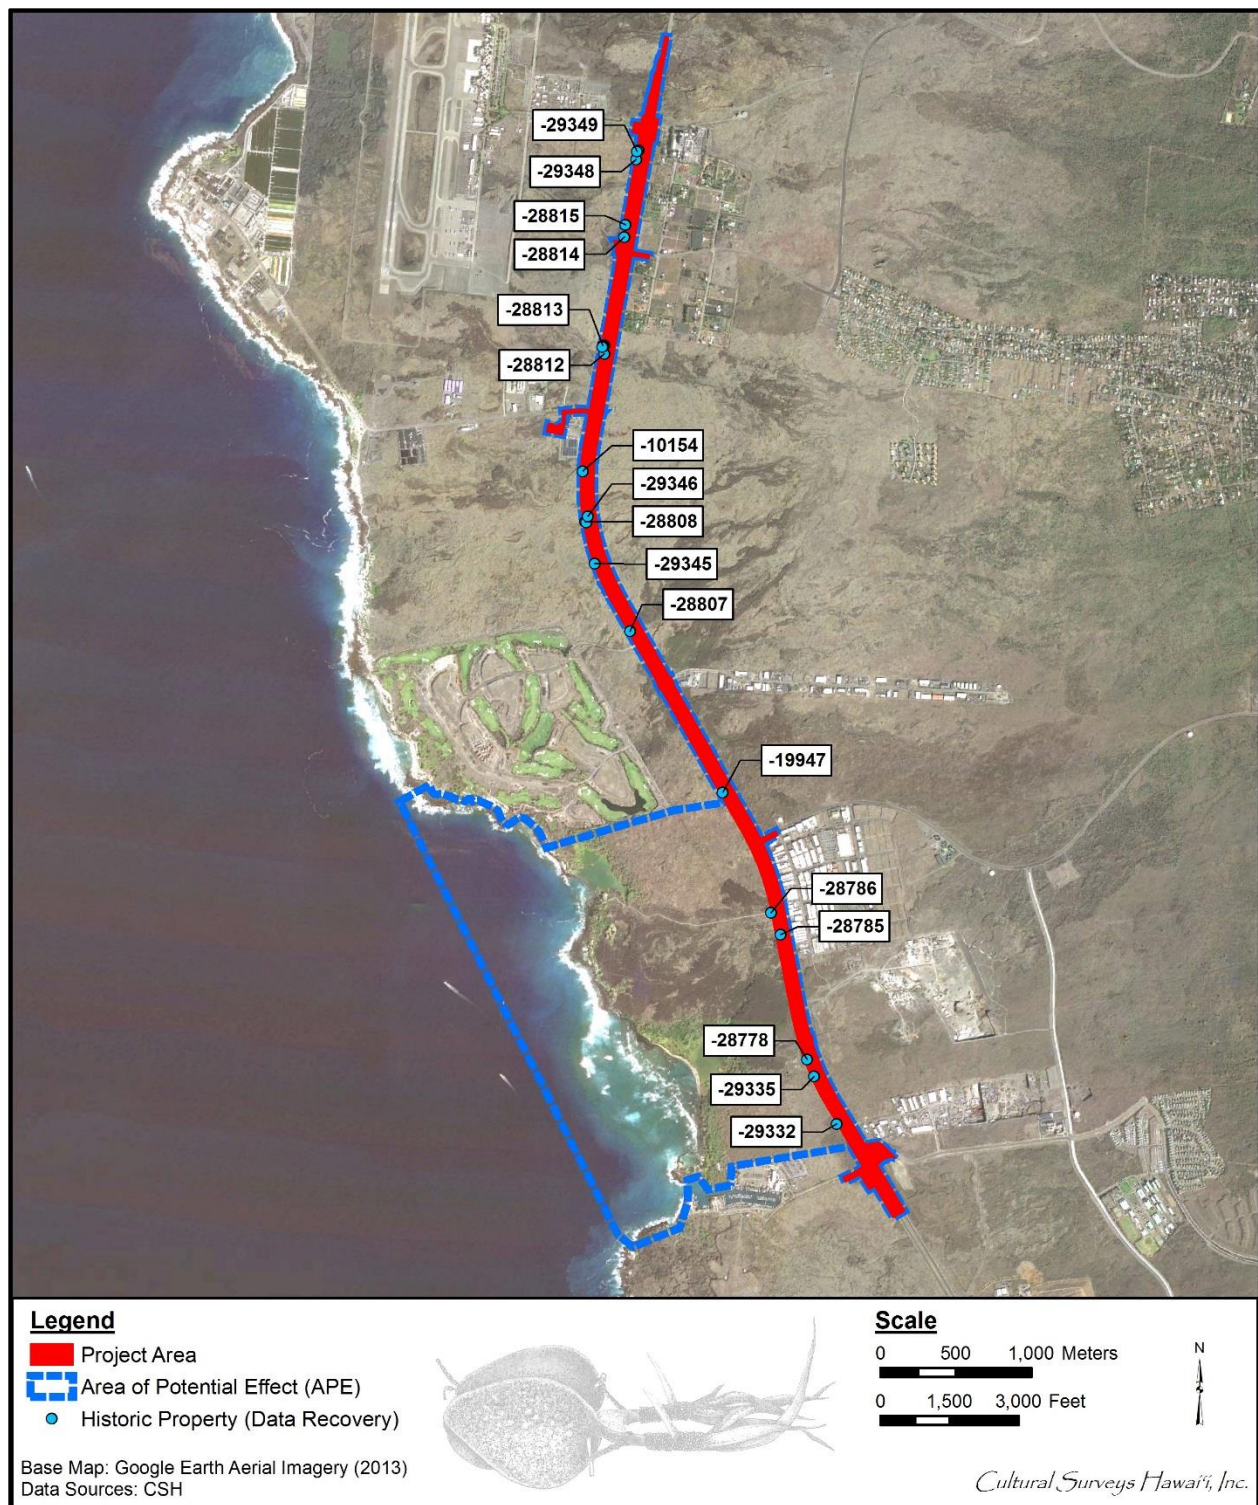 -29349
-29348
-28815
-28814
-28813
-28812
-10154
-29346
-28808
-29345
-28807
-19947
-28786
-28785
-28778
-29335
-29332
Legend
Project Area
Area of Potential Effect (APE)
Historic Property (Data Recovery)
Base Map: Google Earth Aerial Imagery (2013)
Data Sources: CSH
Scale
0 500 1,000 Meters
0 1,500 3,000 Feet
N
Cultural Surveys Hawaiʻi, Inc.